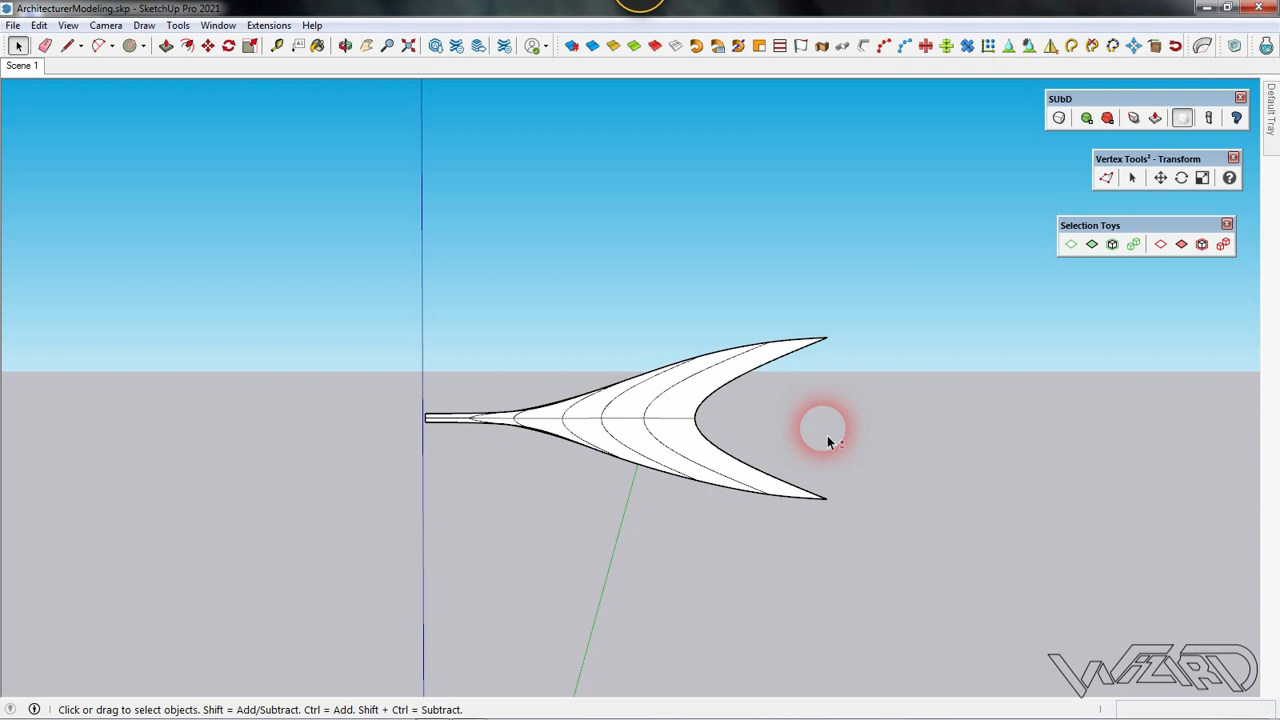 ArchitecturerModeling.skp - SketchUp Pro 2021
File Edit View Camera Draw Tools Window Extensions Help
Scene 1
Default Tray
SUbD
Vertex Tools² - Transform
Selection Toys
WIZARD
Click or drag to select objects. Shift = Add/Subtract. Ctrl = Add. Shift + Ctrl = Subtract.